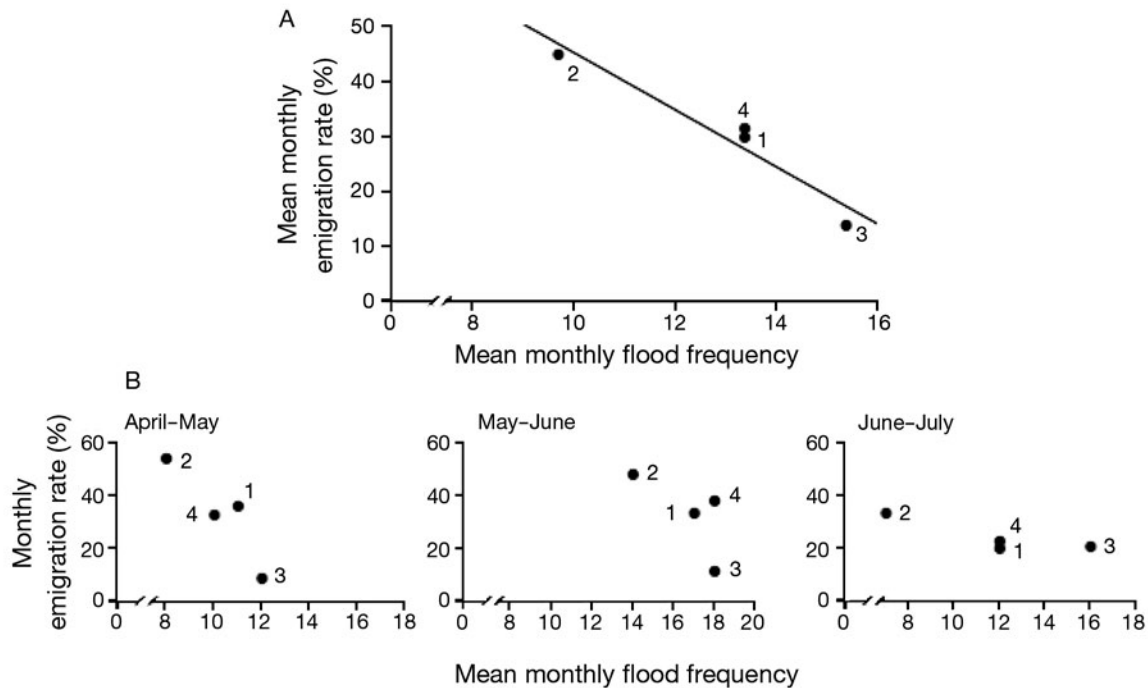 A
Mean monthly
emigration rate (%)
50
40
30
20
10
0
2
4
1
3
0 8 10 12 14 16
Mean monthly flood frequency
B
Monthly
emigration rate (%)
April–May
60
40
20
0
2
1
4
3
0 8 10 12 14 16 18
May–June
60
40
20
0
2
4
1
3
0 8 10 12 14 16 18 20
June–July
60
40
20
0
2
4
1
3
0 8 10 12 14 16 18
Mean monthly flood frequency